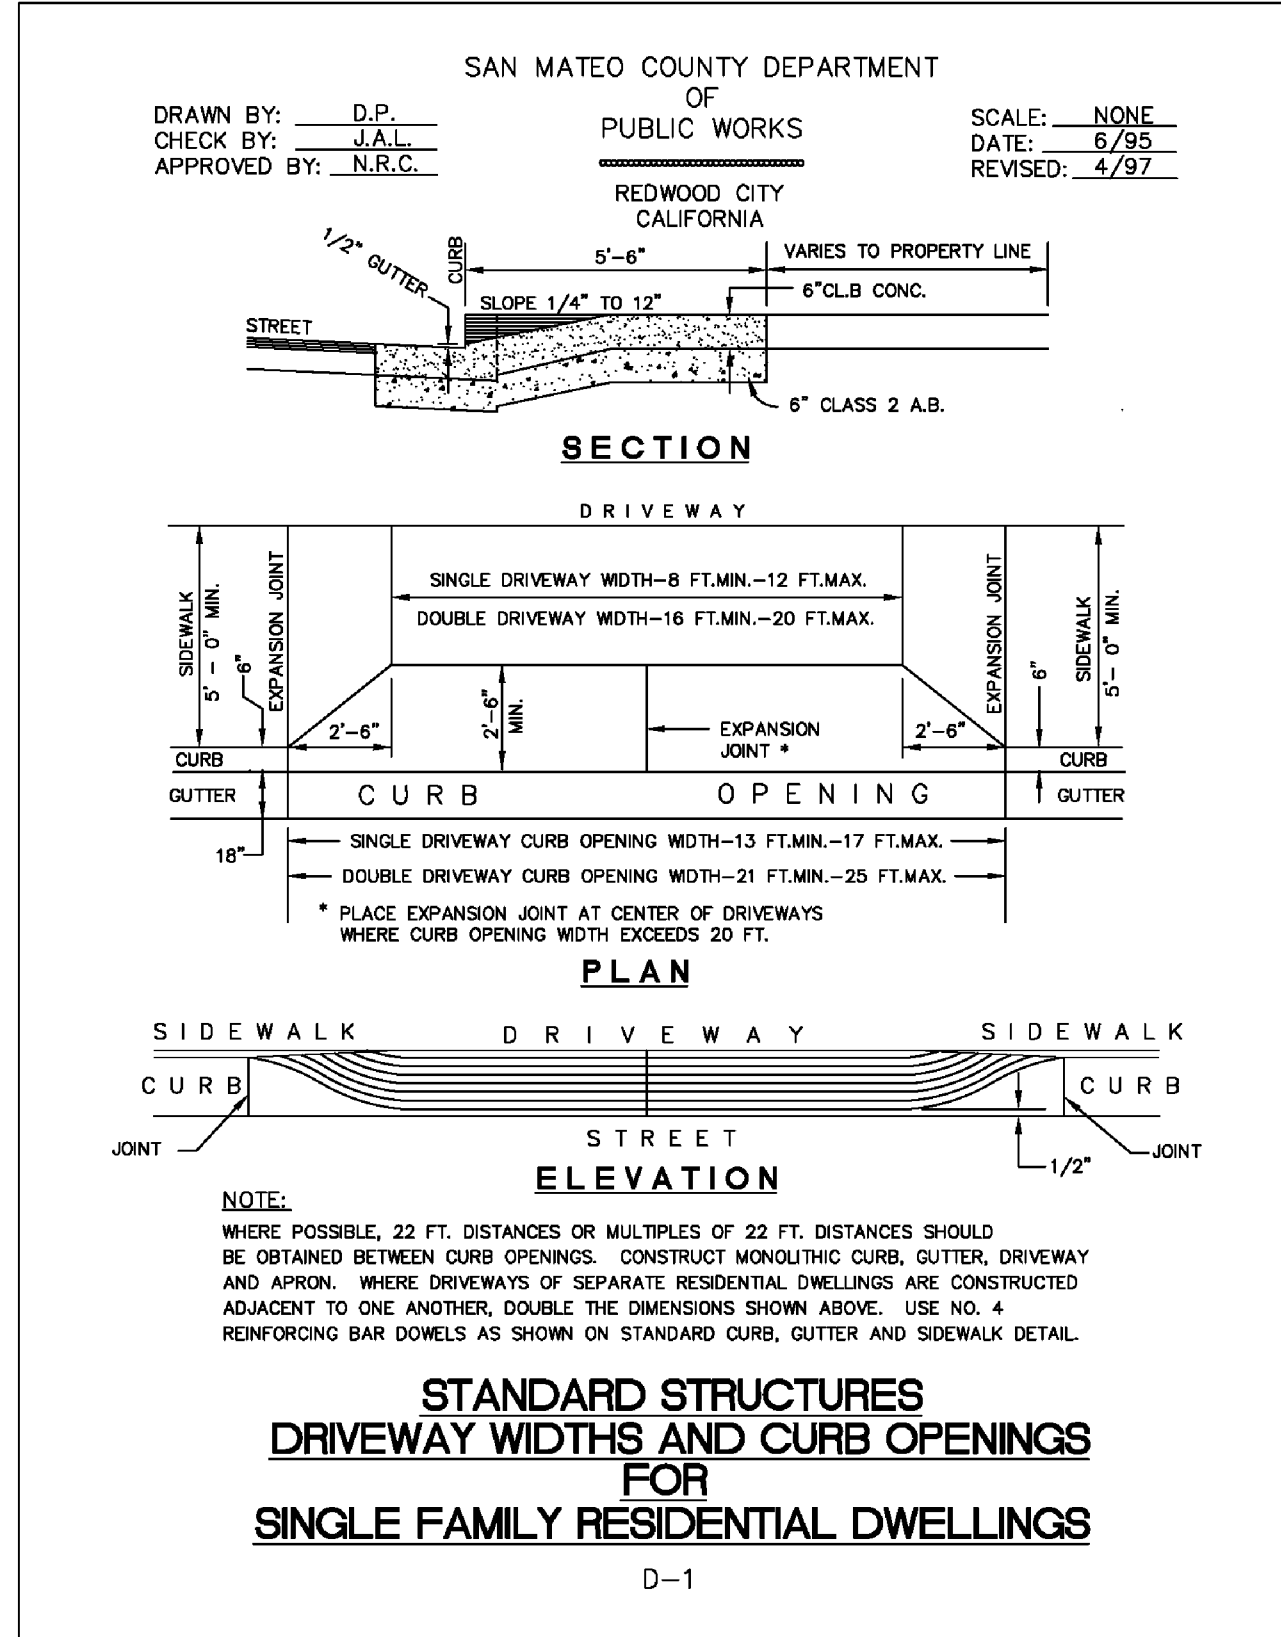 SAN MATEO COUNTY DEPARTMENT
OF
PUBLIC WORKS
REDWOOD CITY
CALIFORNIA
DRAWN BY: D.P.
CHECK BY: J.A.L.
APPROVED BY: N.R.C.
SCALE: NONE
DATE: 6/95
REVISED: 4/97
1/2" GUTTER
CURB
5'-6"
VARIES TO PROPERTY LINE
6"CL.B CONC.
SLOPE 1/4" TO 12"
STREET
6" CLASS 2 A.B.
SECTION
DRIVEWAY
SIDEWALK
5' - 0" MIN.
6"
EXPANSION JOINT
SINGLE DRIVEWAY WIDTH-8 FT.MIN.-12 FT.MAX.
DOUBLE DRIVEWAY WIDTH-16 FT.MIN.-20 FT.MAX.
EXPANSION JOINT
6"
SIDEWALK
5'- 0" MIN.
2'-6"
2'-6"
MIN.
EXPANSION
JOINT *
2'-6"
CURB
CURB
GUTTER
CURB OPENING
GUTTER
18"
SINGLE DRIVEWAY CURB OPENING WIDTH-13 FT.MIN.-17 FT.MAX.
DOUBLE DRIVEWAY CURB OPENING WIDTH-21 FT.MIN.-25 FT.MAX.
* PLACE EXPANSION JOINT AT CENTER OF DRIVEWAYS
WHERE CURB OPENING WIDTH EXCEEDS 20 FT.
PLAN
SIDEWALK DRIVEWAY SIDEWALK
CURB CURB
JOINT
STREET
1/2"
JOINT
ELEVATION
NOTE:
WHERE POSSIBLE, 22 FT. DISTANCES OR MULTIPLES OF 22 FT. DISTANCES SHOULD
BE OBTAINED BETWEEN CURB OPENINGS. CONSTRUCT MONOLITHIC CURB, GUTTER, DRIVEWAY
AND APRON. WHERE DRIVEWAYS OF SEPARATE RESIDENTIAL DWELLINGS ARE CONSTRUCTED
ADJACENT TO ONE ANOTHER, DOUBLE THE DIMENSIONS SHOWN ABOVE. USE NO. 4
REINFORCING BAR DOWELS AS SHOWN ON STANDARD CURB, GUTTER AND SIDEWALK DETAIL.
STANDARD STRUCTURES
DRIVEWAY WIDTHS AND CURB OPENINGS
FOR
SINGLE FAMILY RESIDENTIAL DWELLINGS
D-1